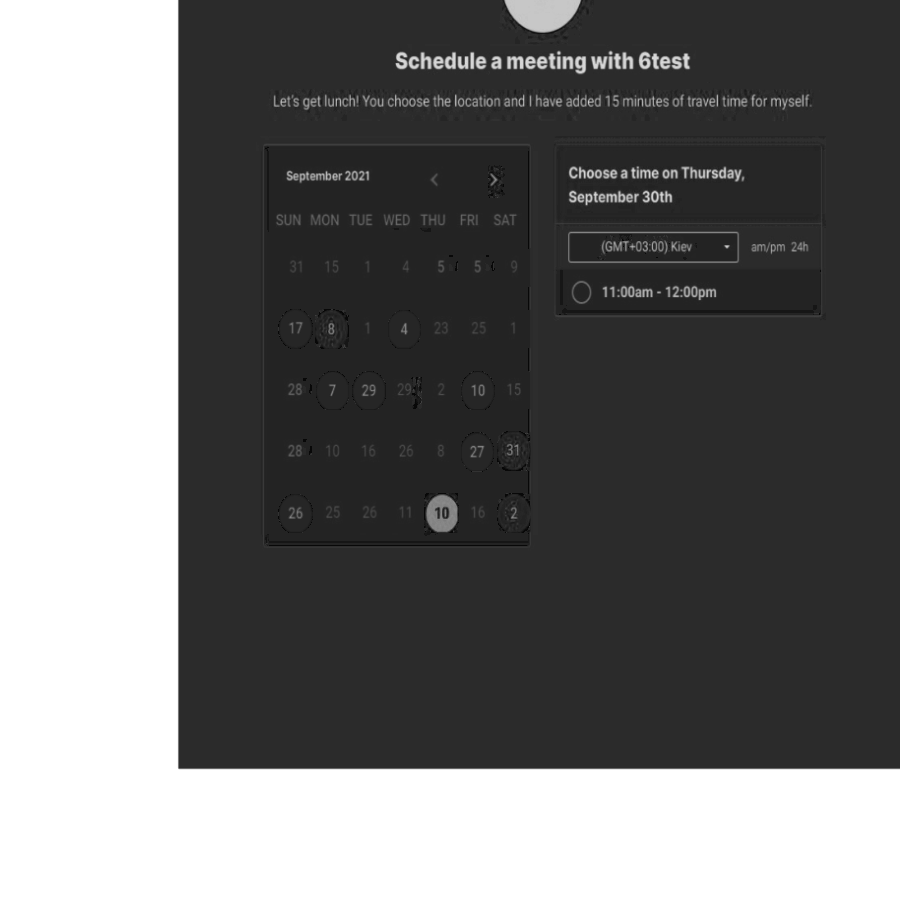 Schedule a meeting with 6test
Let's get lunch! You choose the location and I have added 15 minutes of travel time for myself.
September 2021
SUN MON TUE WED THU FRI SAT
31 15 1 4 5 5 9
17 8 1 4 23 25 1
28 7 29 29 2 10 15
28 10 16 26 8 27 31
26 25 26 11 10 16 2
Choose a time on Thursday,
September 30th
(GMT+03:00) Kiev
am/pm 24h
11:00am - 12:00pm